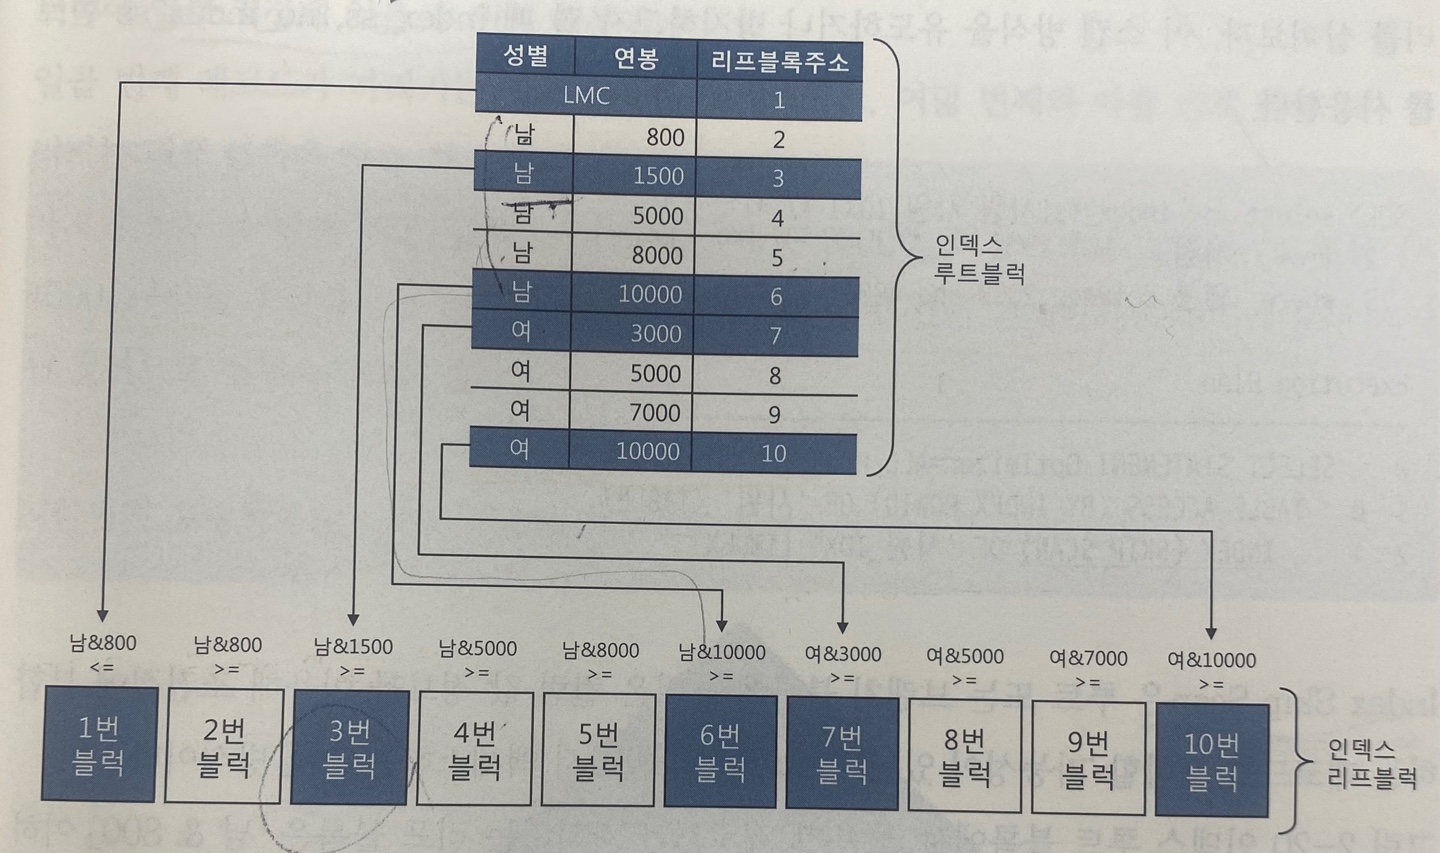 성별 연봉 리프블록주소
LMC 1
남 800 2
남 1500 3
남 5000 4
남 8000 5
남 10000 6
여 3000 7
여 5000 8
여 7000 9
여 10000 10
인덱스
루트블럭
남&800 남&800 남&1500 남&5000 남&8000 남&10000 여&3000 여&5000 여&7000 여&10000
<= >= >= >= >= >= >= >= >= >=
1번 2번 3번 4번 5번 6번 7번 8번 9번 10번
블럭 블럭 블럭 블럭 블럭 블럭 블럭 블럭 블럭 블럭
인덱스
리프블럭